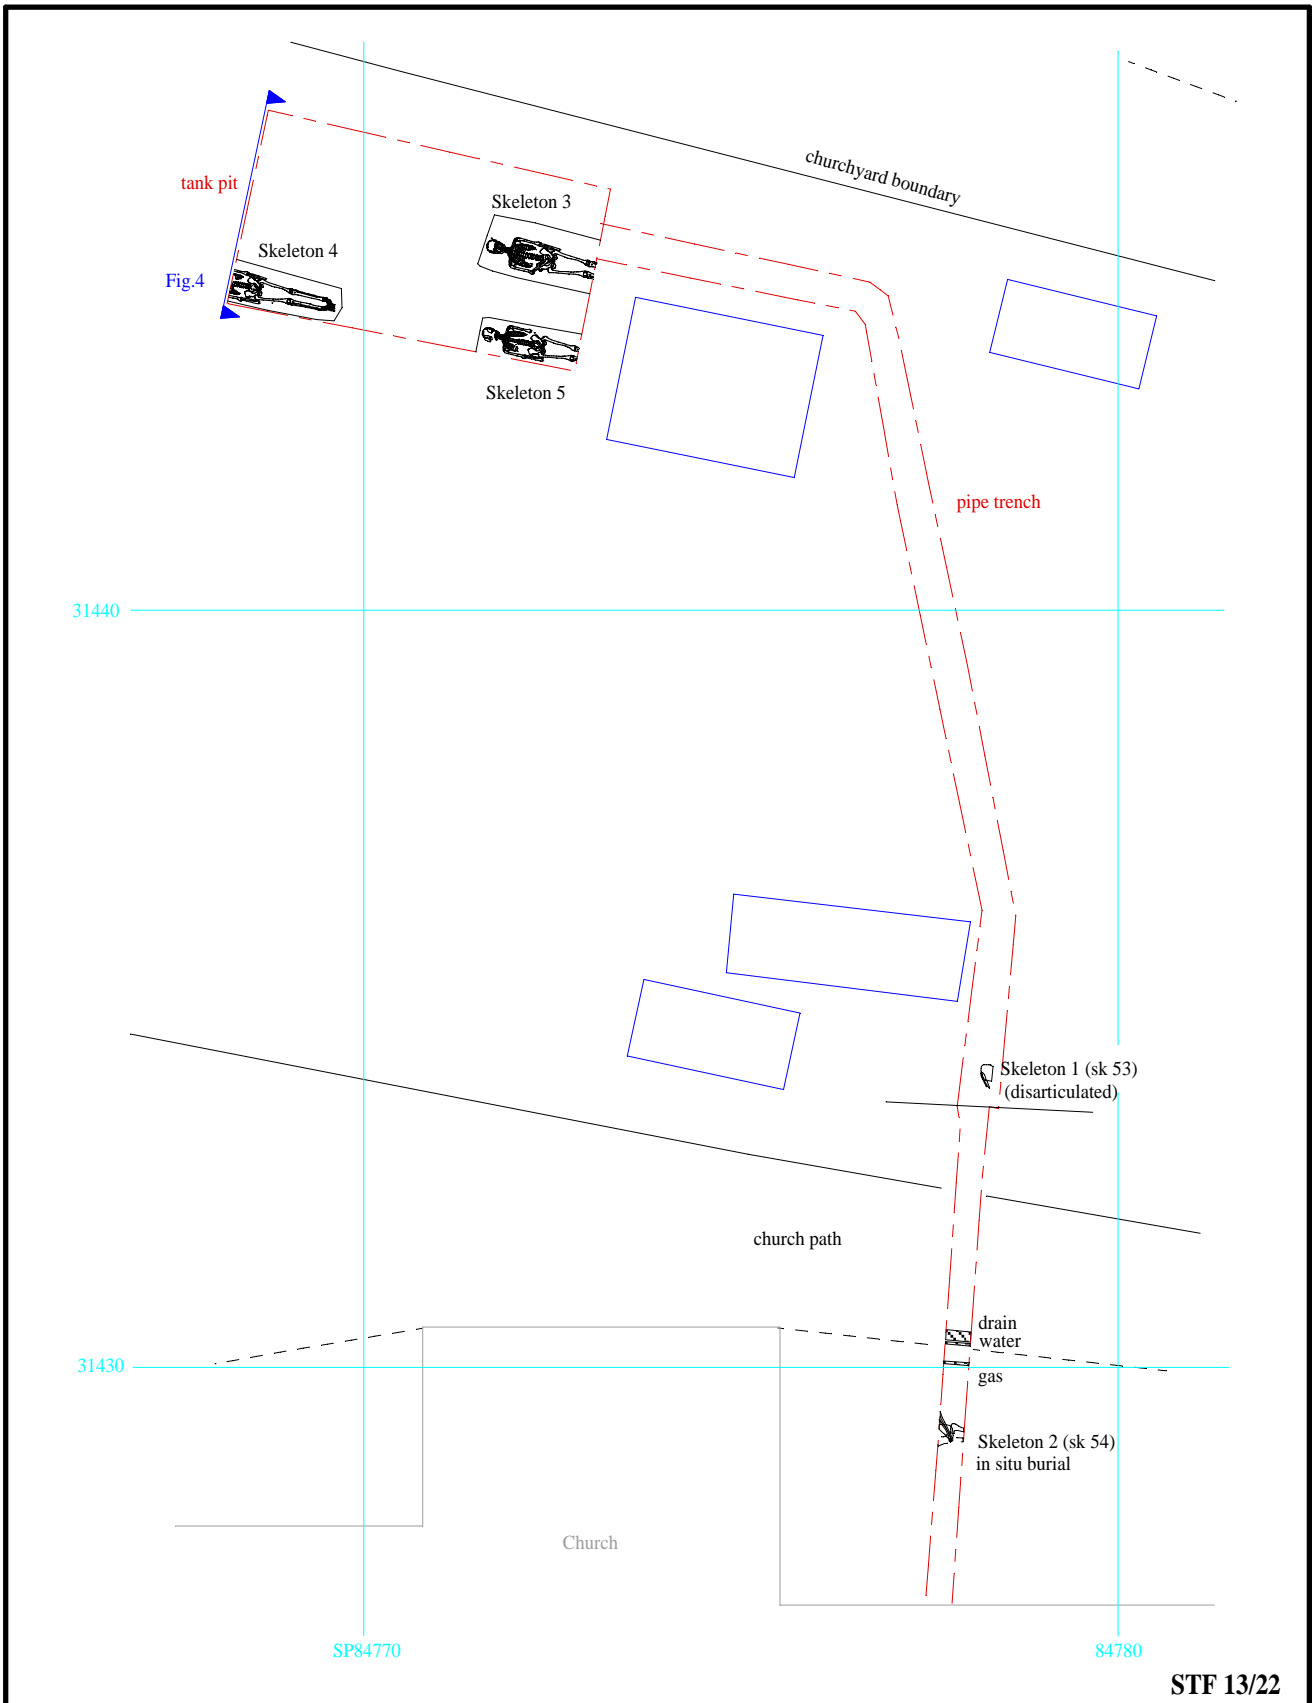 churchyard boundary
tank pit
Skeleton 3
Skeleton 4
Fig.4
Skeleton 5
pipe trench
31440
Skeleton 1 (sk 53)
(disarticulated)
church path
drain
water
31430
gas
Skeleton 2 (sk 54)
in situ burial
Church
SP84770
84780
STF 13/22